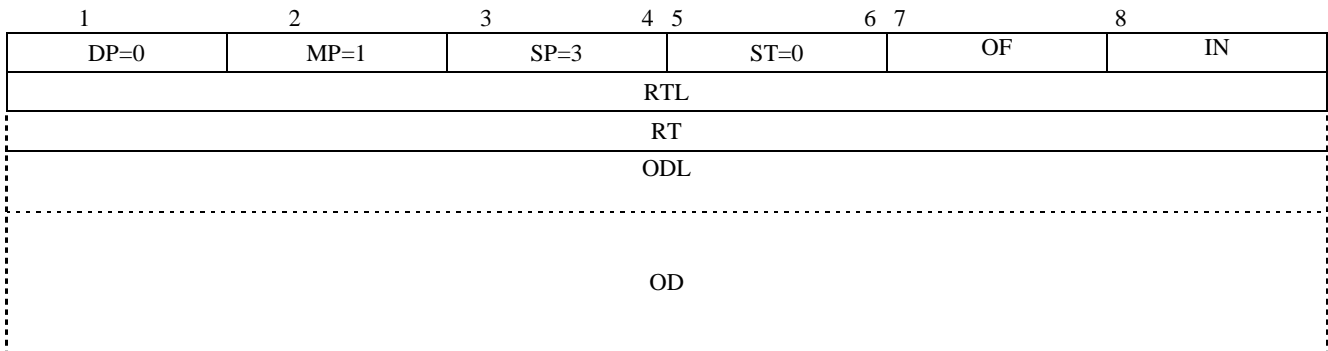 1 2 3 4 5 6 7 8
DP=0 MP=1 SP=3 ST=0 OF IN
RTL
RT
ODL
OD